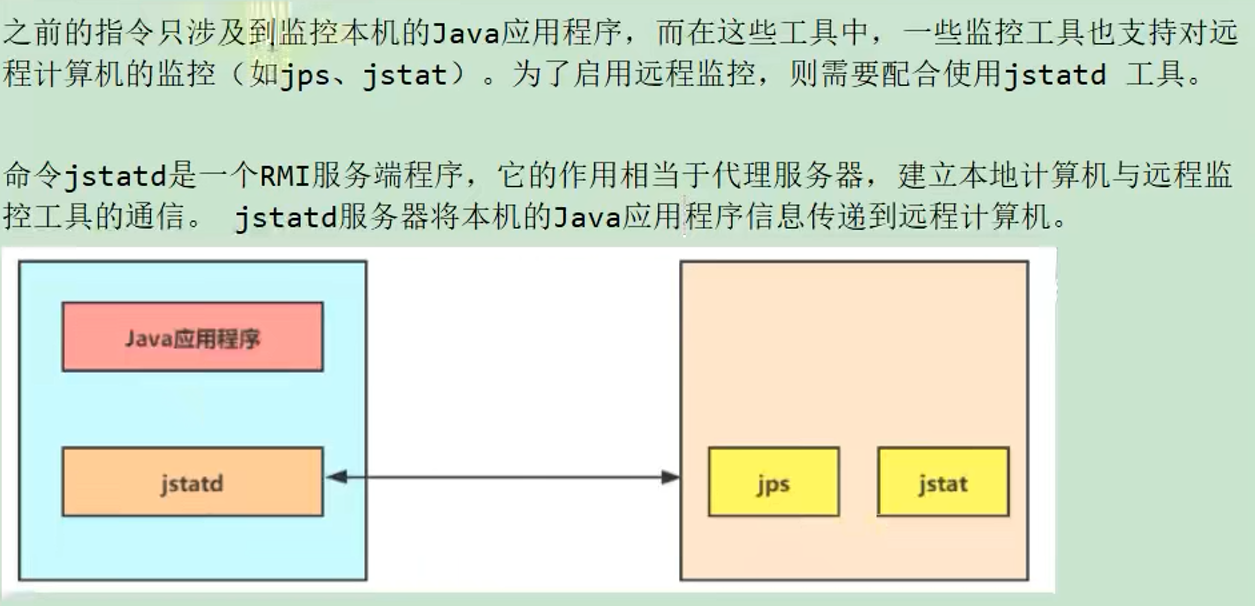 之前的指令只涉及到监控本机的Java应用程序，而在这些工具中，一些监控工具也支持对远
程计算机的监控（如jps、jstat）。为了启用远程监控，则需要配合使用jstatd 工具。
命令jstatd是一个RMI服务端程序，它的作用相当于代理服务器，建立本地计算机与远程监
控工具的通信。 jstatd服务器将本机的Java应用程序信息传递到远程计算机。
Java应用程序
jstatd
jps
jstat